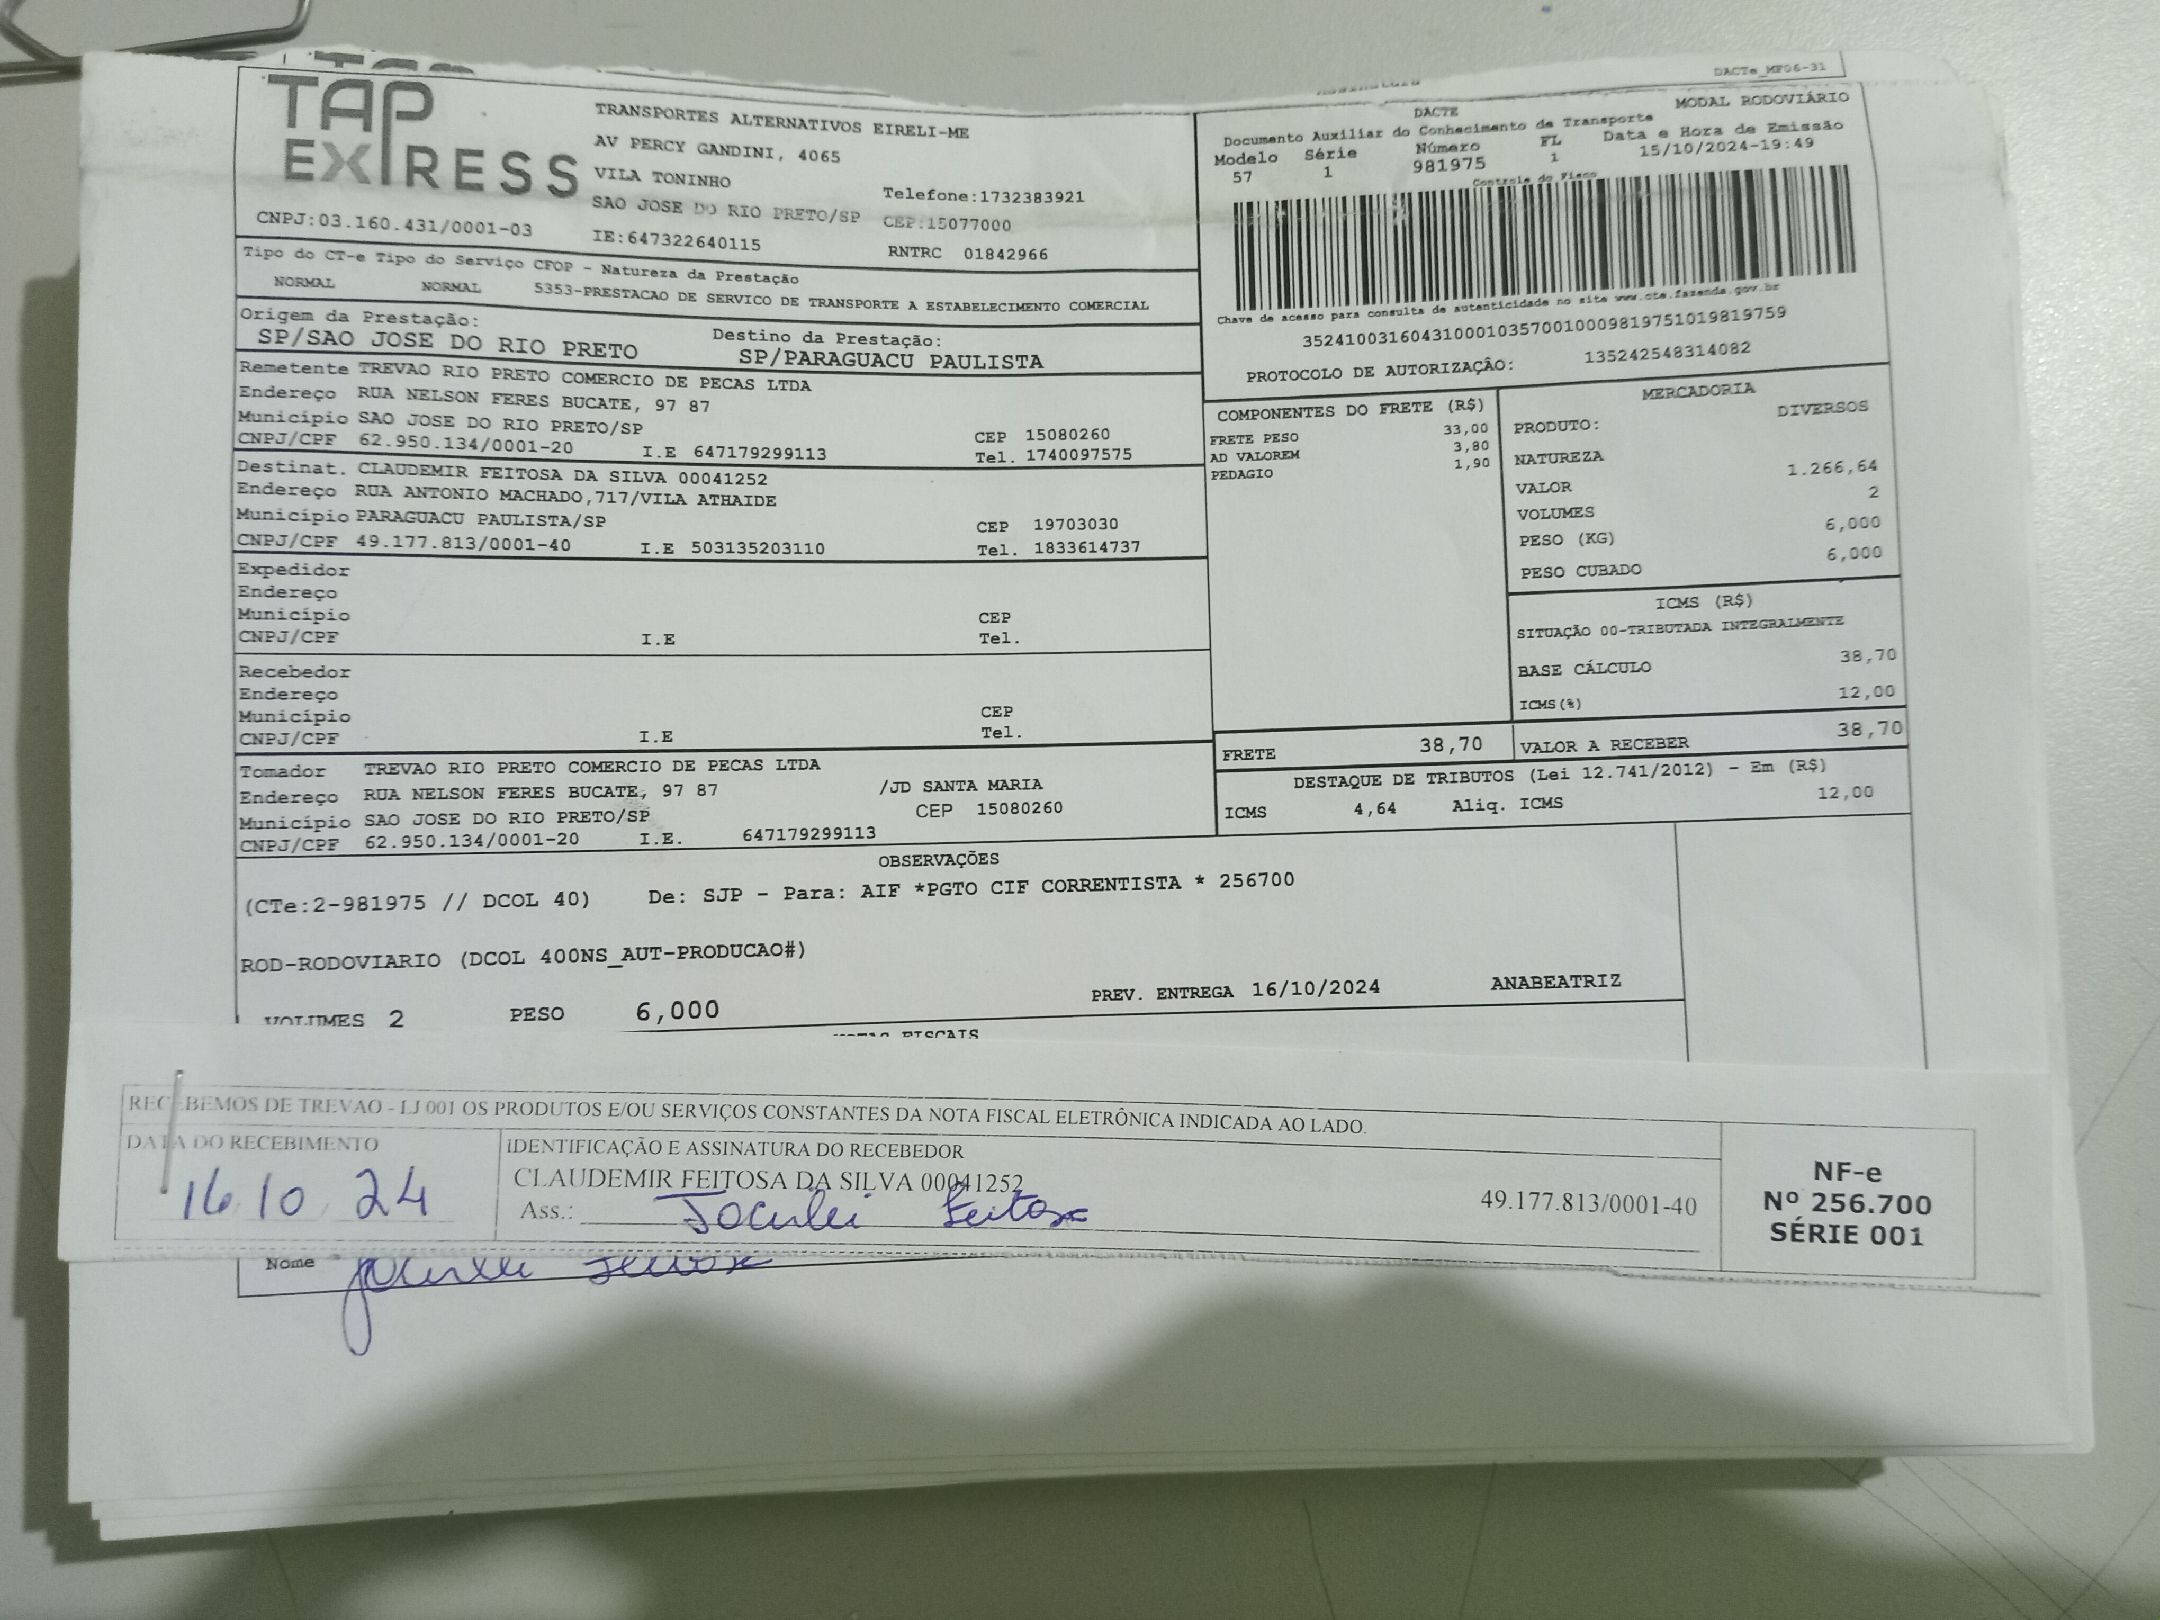 DACTe_MF06-31
TAP EXPRESS
TRANSPORTES ALTERNATIVOS EIRELI-ME
AV PERCY GANDINI, 4065
VILA TONINHO
Telefone:1732383921
SAO JOSE DO RIO PRETO/SP CEP:15077000
CNPJ:03.160.431/0001-03 IE:647322640115 RNTRC 01842966
DACTE MODAL RODOVIÁRIO
Documento Auxiliar do Conhecimento de Transporte
Modelo Série Número FL Data e Hora de Emissão
57 1 981975 1 15/10/2024-19:49
Controle do Fisco
Chave de acesso para consulta de autenticidade no site www.cte.fazenda.gov.br
35241003160431000103570010009819751019819759
PROTOCOLO DE AUTORIZAÇÂO: 135242548314082
Tipo do CT-e Tipo do Serviço CFOP - Natureza da Prestação
NORMAL NORMAL 5353-PRESTACAO DE SERVICO DE TRANSPORTE A ESTABELECIMENTO COMERCIAL
Origem da Prestação: Destino da Prestação:
SP/SAO JOSE DO RIO PRETO SP/PARAGUACU PAULISTA
Remetente TREVAO RIO PRETO COMERCIO DE PECAS LTDA
Endereço RUA NELSON FERES BUCATE, 97 87
Município SAO JOSE DO RIO PRETO/SP CEP 15080260
CNPJ/CPF 62.950.134/0001-20 I.E 647179299113 Tel. 1740097575
Destinat. CLAUDEMIR FEITOSA DA SILVA 00041252
Endereço RUA ANTONIO MACHADO,717/VILA ATHAIDE
Município PARAGUACU PAULISTA/SP CEP 19703030
CNPJ/CPF 49.177.813/0001-40 I.E 503135203110 Tel. 1833614737
Expedidor
Endereço
Município CEP
CNPJ/CPF I.E Tel.
Recebedor
Endereço
Município CEP
CNPJ/CPF I.E Tel.
Tomador TREVAO RIO PRETO COMERCIO DE PECAS LTDA
Endereço RUA NELSON FERES BUCATE, 97 87 /JD SANTA MARIA
Município SAO JOSE DO RIO PRETO/SP CEP 15080260
CNPJ/CPF 62.950.134/0001-20 I.E. 647179299113
COMPONENTES DO FRETE (R$)
FRETE PESO 33,00
AD VALOREM 3,80
PEDAGIO 1,90
MERCADORIA
PRODUTO: DIVERSOS
NATUREZA
VALOR 1.266,64
VOLUMES 2
PESO (KG) 6,000
PESO CUBADO 6,000
ICMS (R$)
SITUAÇÃO 00-TRIBUTADA INTEGRALMENTE
BASE CÁLCULO 38,70
ICMS(%) 12,00
FRETE 38,70 VALOR A RECEBER 38,70
DESTAQUE DE TRIBUTOS (Lei 12.741/2012) - Em (R$)
ICMS 4,64 Aliq. ICMS 12,00
OBSERVAÇÕES
(CTe:2-981975 // DCOL 40) De: SJP - Para: AIF *PGTO CIF CORRENTISTA * 256700
ROD-RODOVIARIO (DCOL 400NS_AUT-PRODUCAO#)
PREV. ENTREGA 16/10/2024 ANABEATRIZ
VOLUMES 2 PESO 6,000
RECEBEMOS DE TREVAO - LJ 001 OS PRODUTOS E/OU SERVIÇOS CONSTANTES DA NOTA FISCAL ELETRÔNICA INDICADA AO LADO.
DATA DO RECEBIMENTO
16 10 24
IDENTIFICAÇÃO E ASSINATURA DO RECEBEDOR
CLAUDEMIR FEITOSA DA SILVA 00041252
49.177.813/0001-40
Ass.: Joculei Feitosa
NF-e
Nº 256.700
SÉRIE 001
Nome